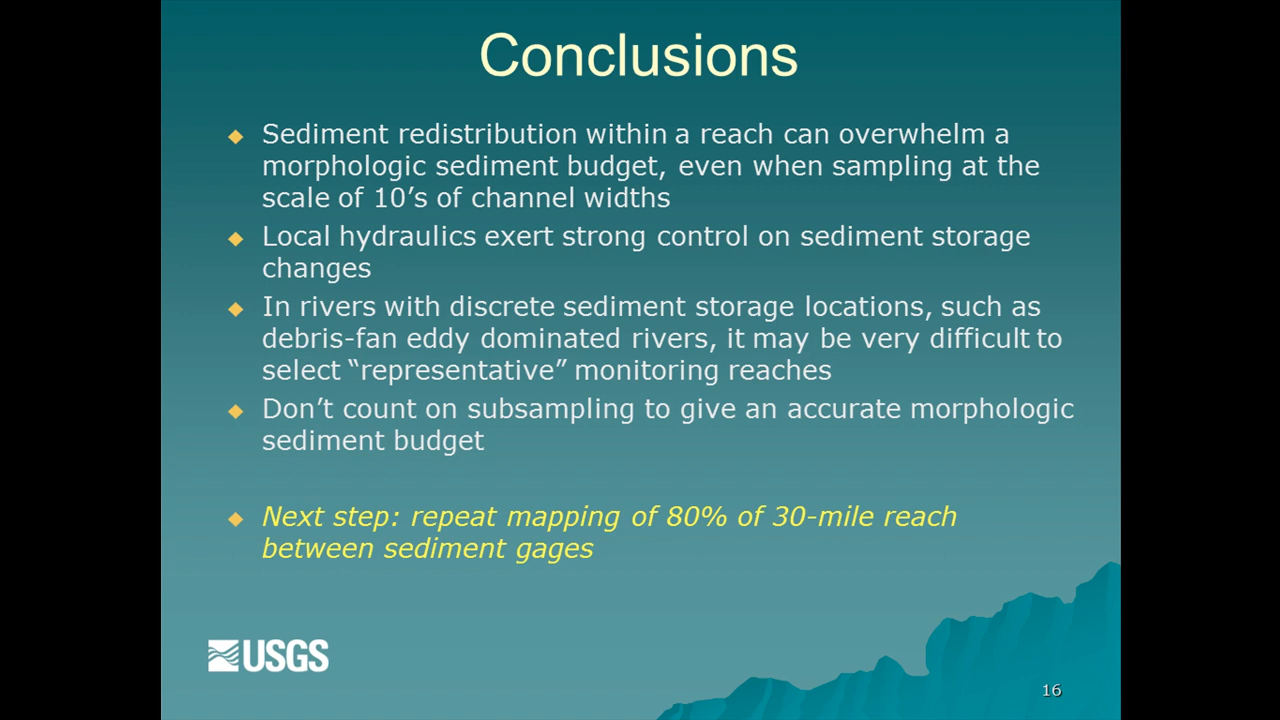 Conclusions
Sediment redistribution within a reach can overwhelm a
morphologic sediment budget, even when sampling at the
scale of 10’s of channel widths
Local hydraulics exert strong control on sediment storage
changes
In rivers with discrete sediment storage locations, such as
debris-fan eddy dominated rivers, it may be very difficult to
select “representative” monitoring reaches
Don’t count on subsampling to give an accurate morphologic
sediment budget
Next step: repeat mapping of 80% of 30-mile reach
between sediment gages
USGS
16